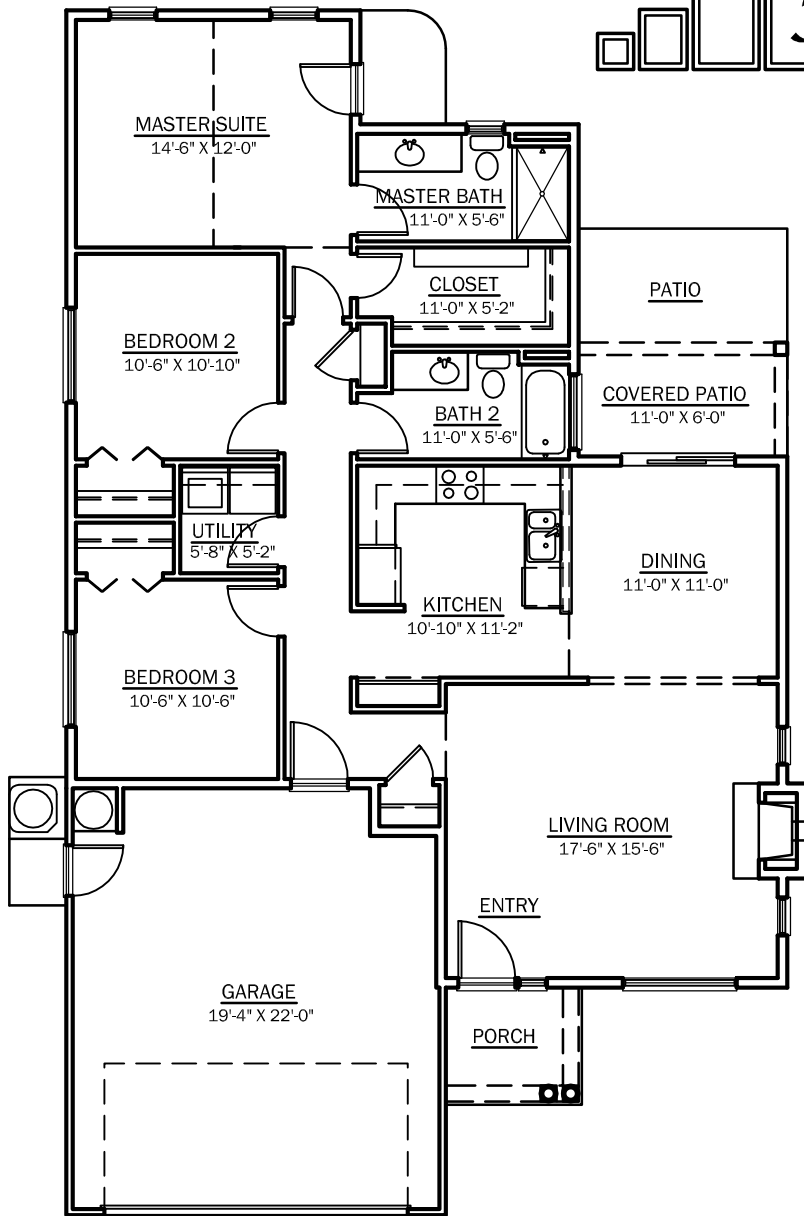 MASTER SUITE
14'-6" X 12'-0"
MASTER BATH
11'-0" X 5'-6"
CLOSET
11'-0" X 5'-2"
PATIO
BEDROOM 2
10'-6" X 10'-10"
COVERED PATIO
11'-0" X 6'-0"
BATH 2
11'-0" X 5'-6"
UTILITY
5'-8" X 5'-2"
DINING
11'-0" X 11'-0"
KITCHEN
10'-10" X 11'-2"
BEDROOM 3
10'-6" X 10'-6"
LIVING ROOM
17'-6" X 15'-6"
ENTRY
GARAGE
19'-4" X 22'-0"
PORCH